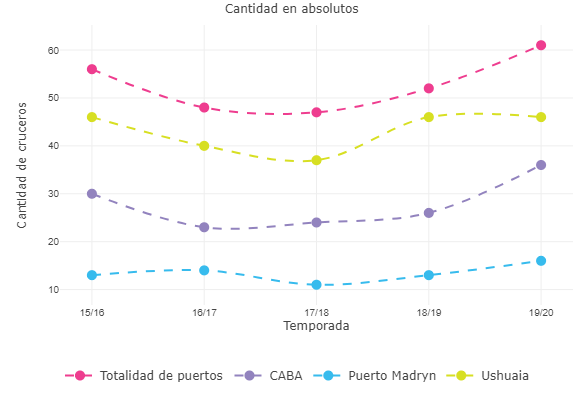 Cantidad en absolutos
Cantidad de cruceros
60
50
40
30
20
10
15/16 16/17 17/18 18/19 19/20
Temporada
Totalidad de puertos CABA Puerto Madryn Ushuaia